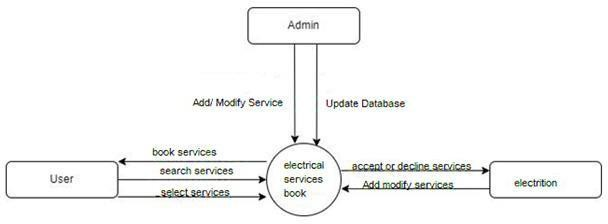 Admin
Add/ Modify Service
Update Database
book services
search services
select services
User
electrical
services
book
accept or decline services
Add modify services
electrition